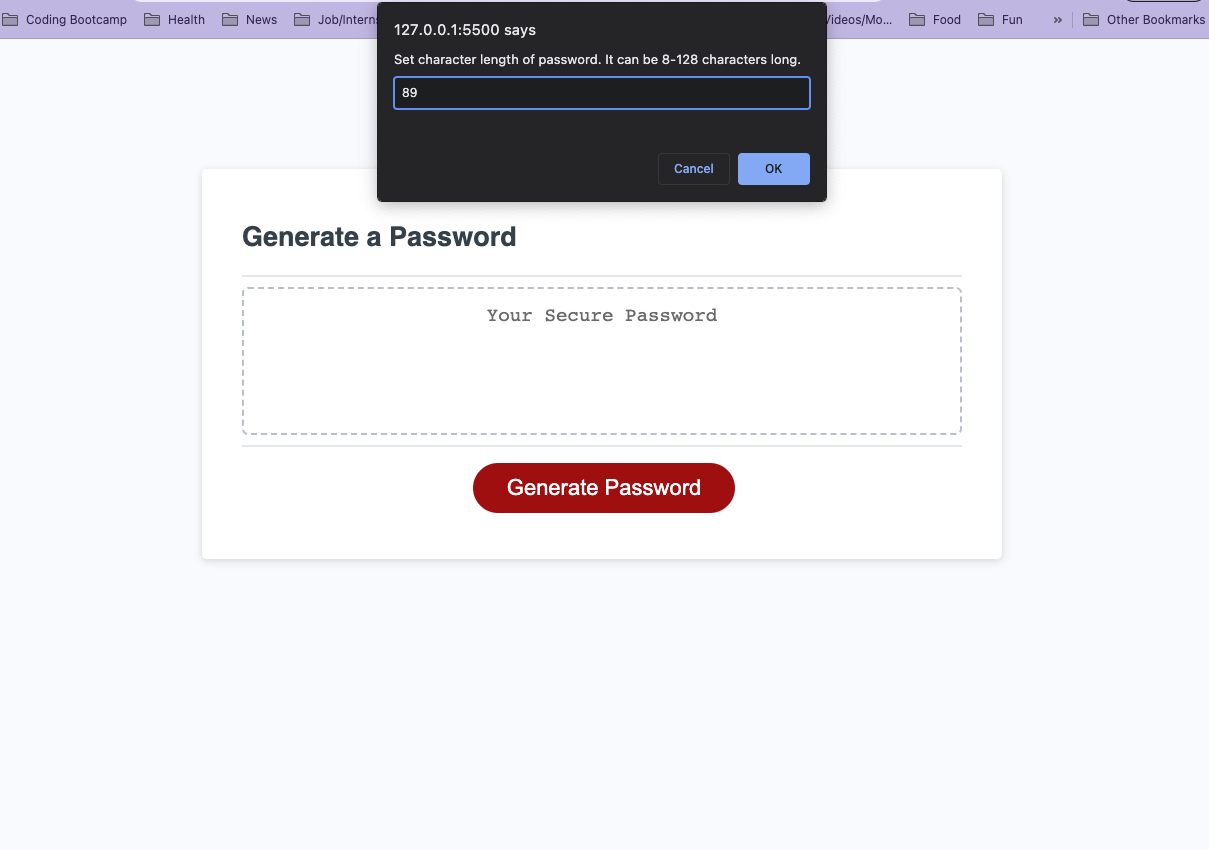 Coding Bootcamp Health News Job/Interns /ideos/Mo... Food Fun » Other Bookmarks
127.0.0.1:5500 says
Set character length of password. It can be 8-128 characters long.
89
Cancel OK
Generate a Password
Your Secure Password
Generate Password